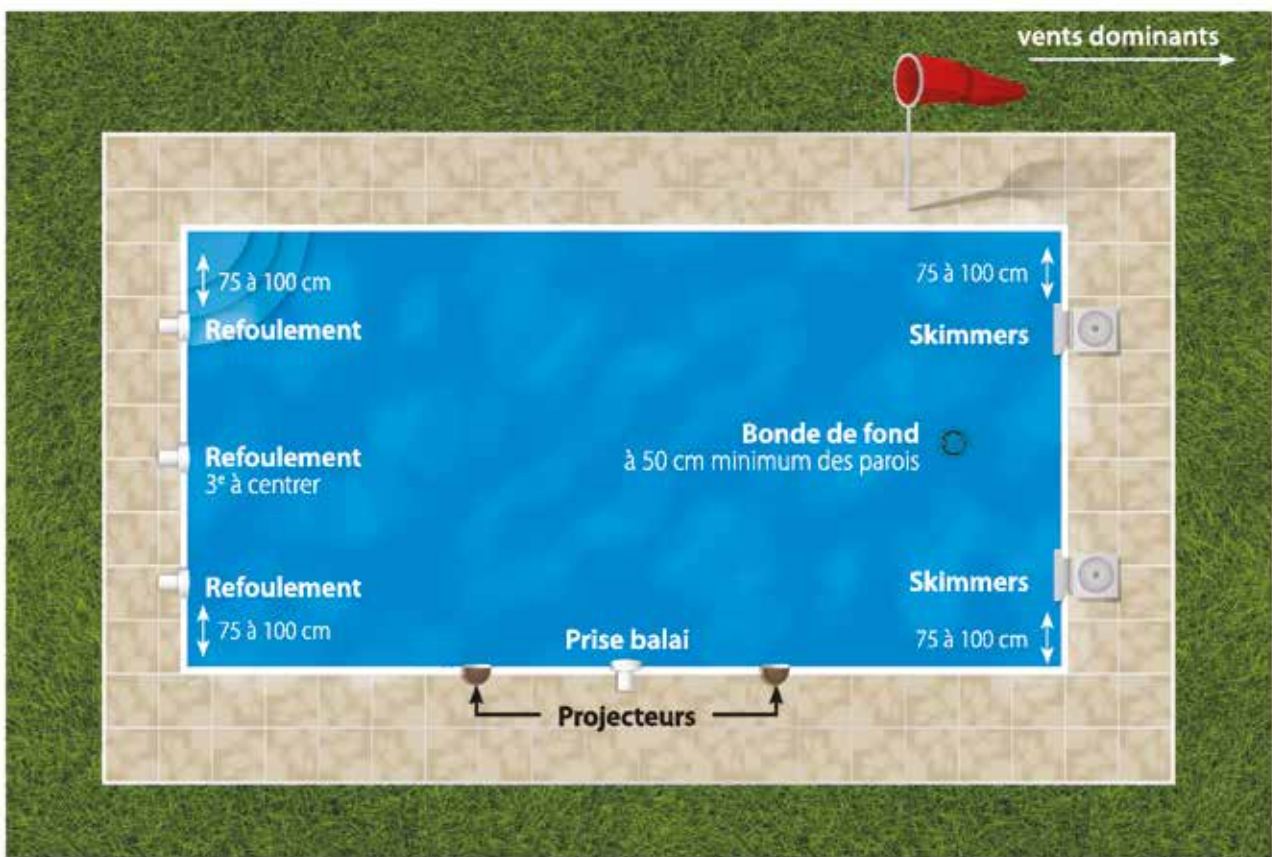 vents dominants
75 à 100 cm
75 à 100 cm
Refoulement
Skimmers
Bonde de fond
à 50 cm minimum des parois
Refoulement
3e à centrer
Refoulement
Skimmers
75 à 100 cm
Prise balai
75 à 100 cm
Projecteurs